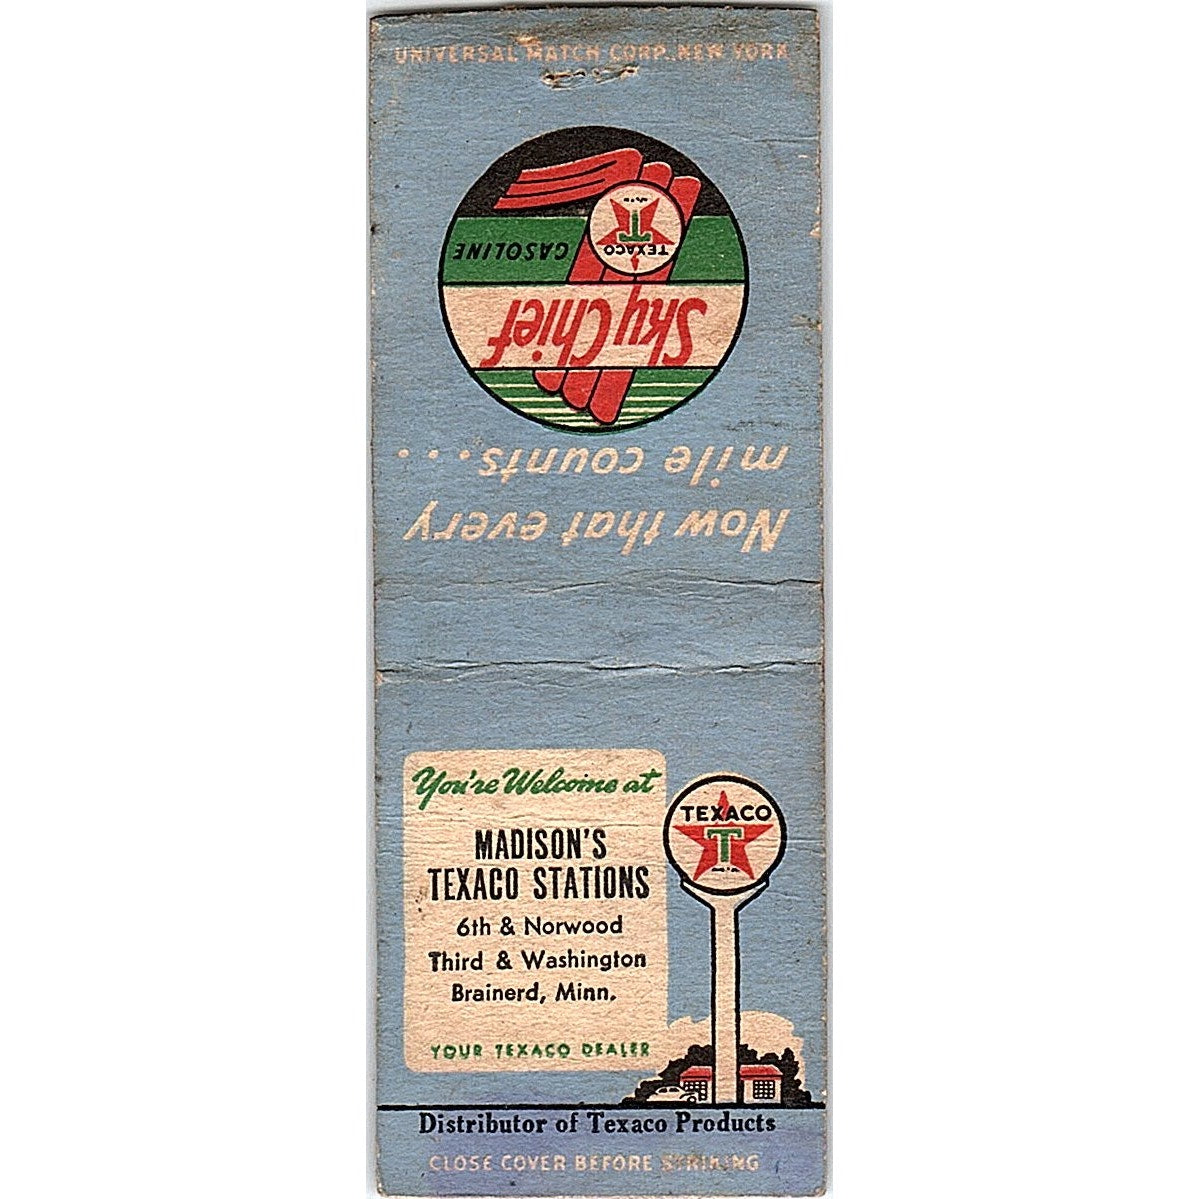 UNIVERSAL MATCH CORP., NEW YORK
Now that every
mile counts....
Sky Chief
GASOLINE
TEXACO
T
You're Welcome at
MADISON'S
TEXACO STATIONS
6th & Norwood
Third & Washington
Brainerd, Minn.
YOUR TEXACO DEALER
TEXACO
T
Distributor of Texaco Products
CLOSE COVER BEFORE STRIKING